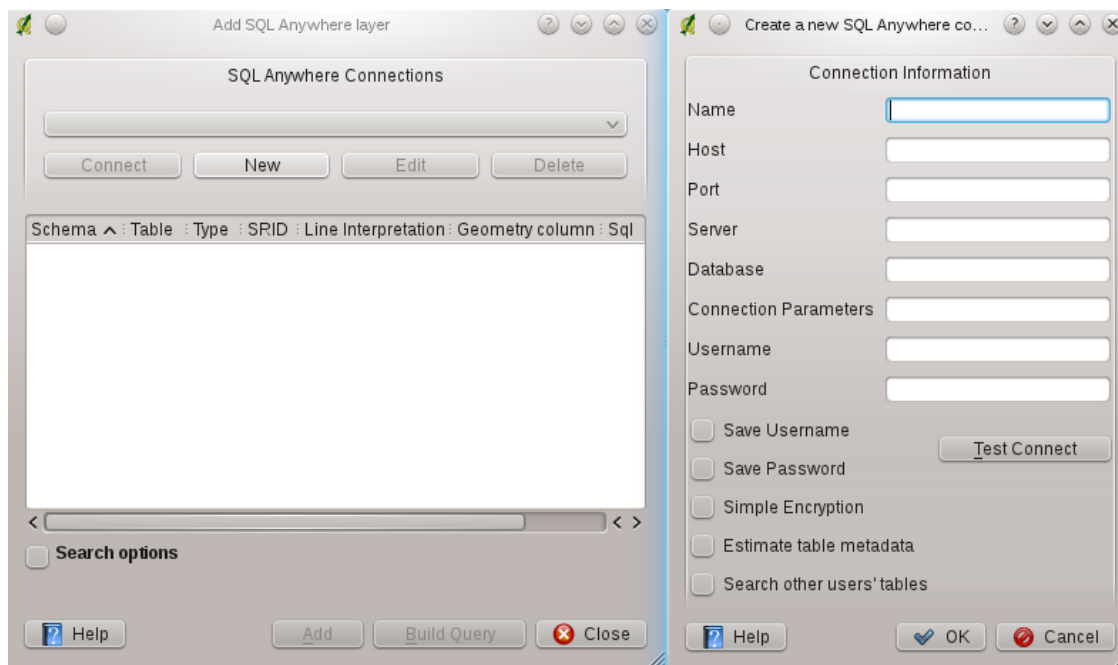 Add SQL Anywhere layer
SQL Anywhere Connections
Connect New Edit Delete
Schema Table Type SRID Line Interpretation Geometry column Sql
Search options
Help Add Build Query Close
Create a new SQL Anywhere co...
Connection Information
Name
Host
Port
Server
Database
Connection Parameters
Username
Password
Save Username
Test Connect
Save Password
Simple Encryption
Estimate table metadata
Search other users' tables
Help OK Cancel